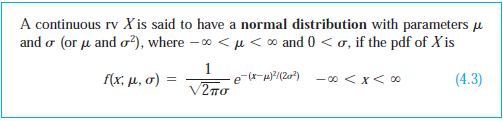 A continuous rv X is said to have a normal distribution with parameters μ
and σ (or μ and σ²), where −∞ < μ < ∞ and 0 < σ, if the pdf of X is
f(x; μ, σ) = 1/(√2πσ) e^−(x−μ)²/(2σ²) −∞ < x < ∞ (4.3)